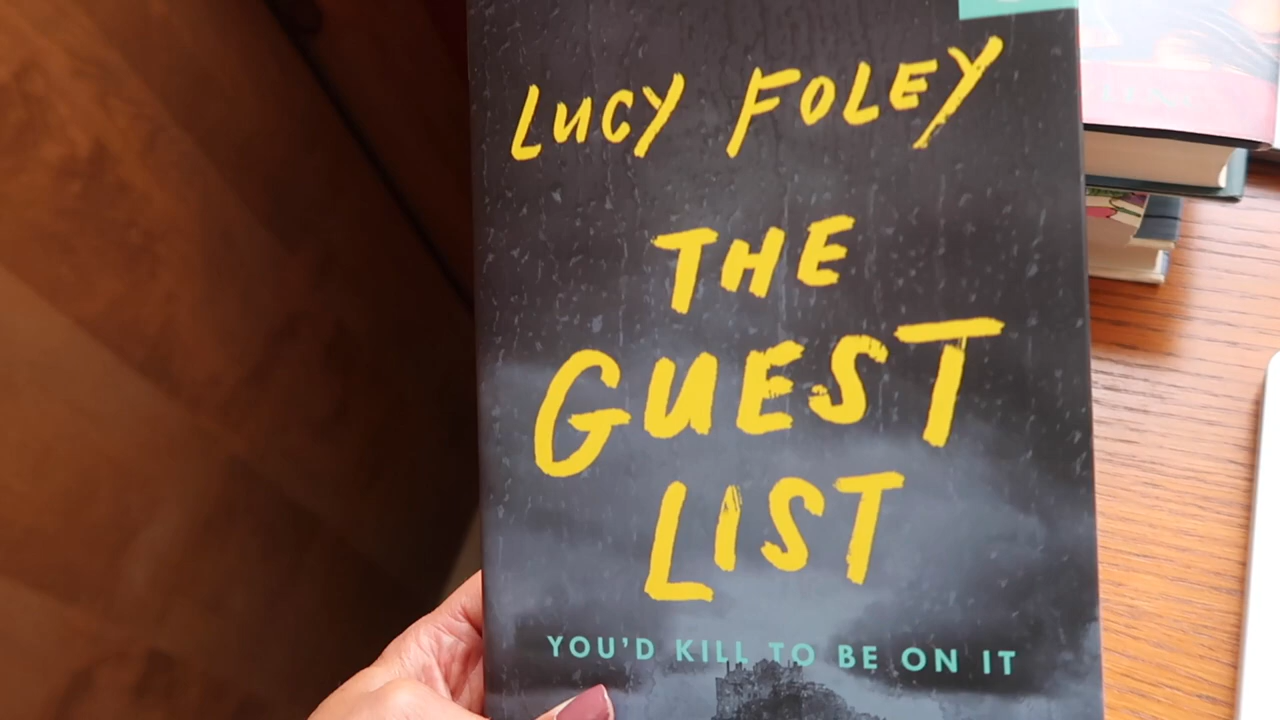 LUCY FOLEY
THE
GUEST
LIST
YOU'D KILL TO BE ON IT